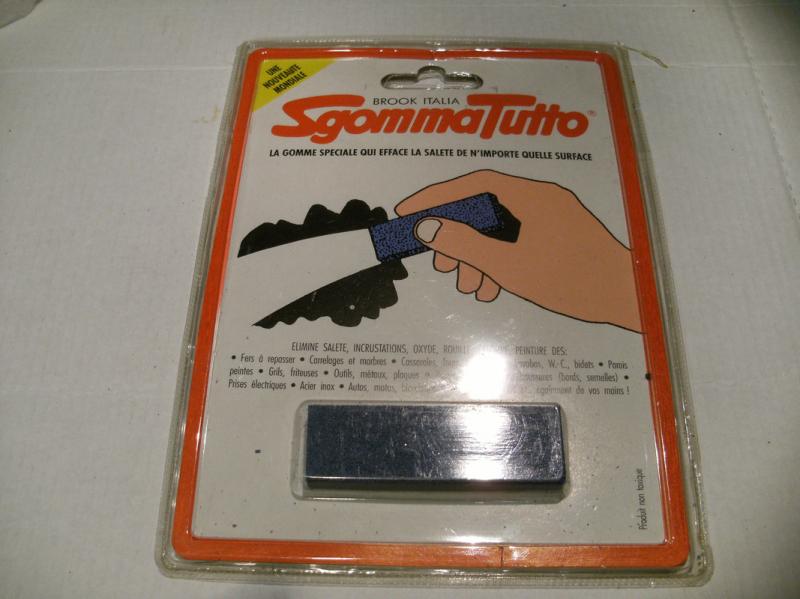 UNE
NOUVEAUTE
MONDIALE
BROOK ITALIA
SgommaTutto®
LA GOMME SPECIALE QUI EFFACE LA SALETE DE N'IMPORTE QUELLE SURFACE
ELIMINE SALETE, INCRUSTATIONS, OXYDE, ROUILLE PEINTURE DES:
• Fers à repasser • Carrelages et marbres • Casseroles, W.-C., bidets • Parois
peintes • Grils, friteuses • Outils, métaux, plaques chaussures (bords, semelles) •
Prises électriques • Acier inox • Autos, motos, également de vos mains !
Produit non toxique